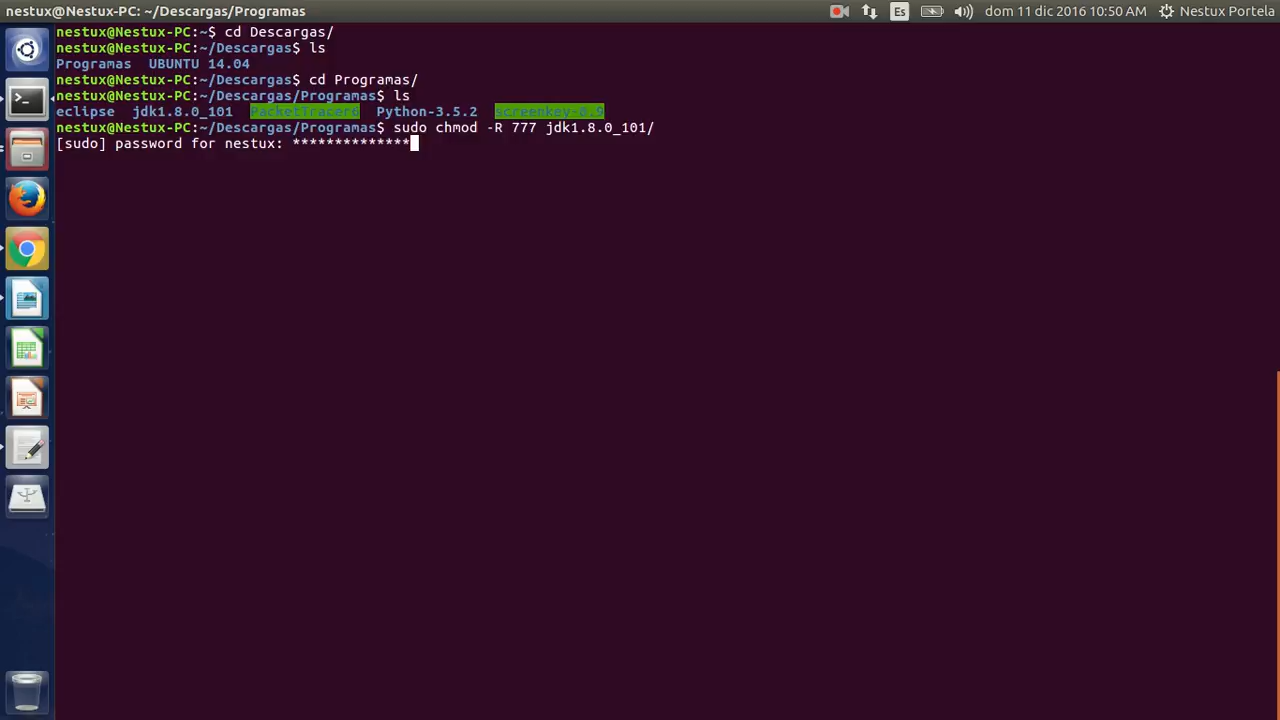 nestux@Nestux-PC: ~/Descargas/Programas
Es
dom 11 dic 2016 10:50 AM
Nestux Portela
nestux@Nestux-PC:~$ cd Descargas/
nestux@Nestux-PC:~/Descargas$ ls
Programas  UBUNTU 14.04
nestux@Nestux-PC:~/Descargas$ cd Programas/
nestux@Nestux-PC:~/Descargas/Programas$ ls
eclipse  jdk1.8.0_101  PacketTracer6  Python-3.5.2  screenkey-0.9
nestux@Nestux-PC:~/Descargas/Programas$ sudo chmod -R 777 jdk1.8.0_101/
[sudo] password for nestux: **************